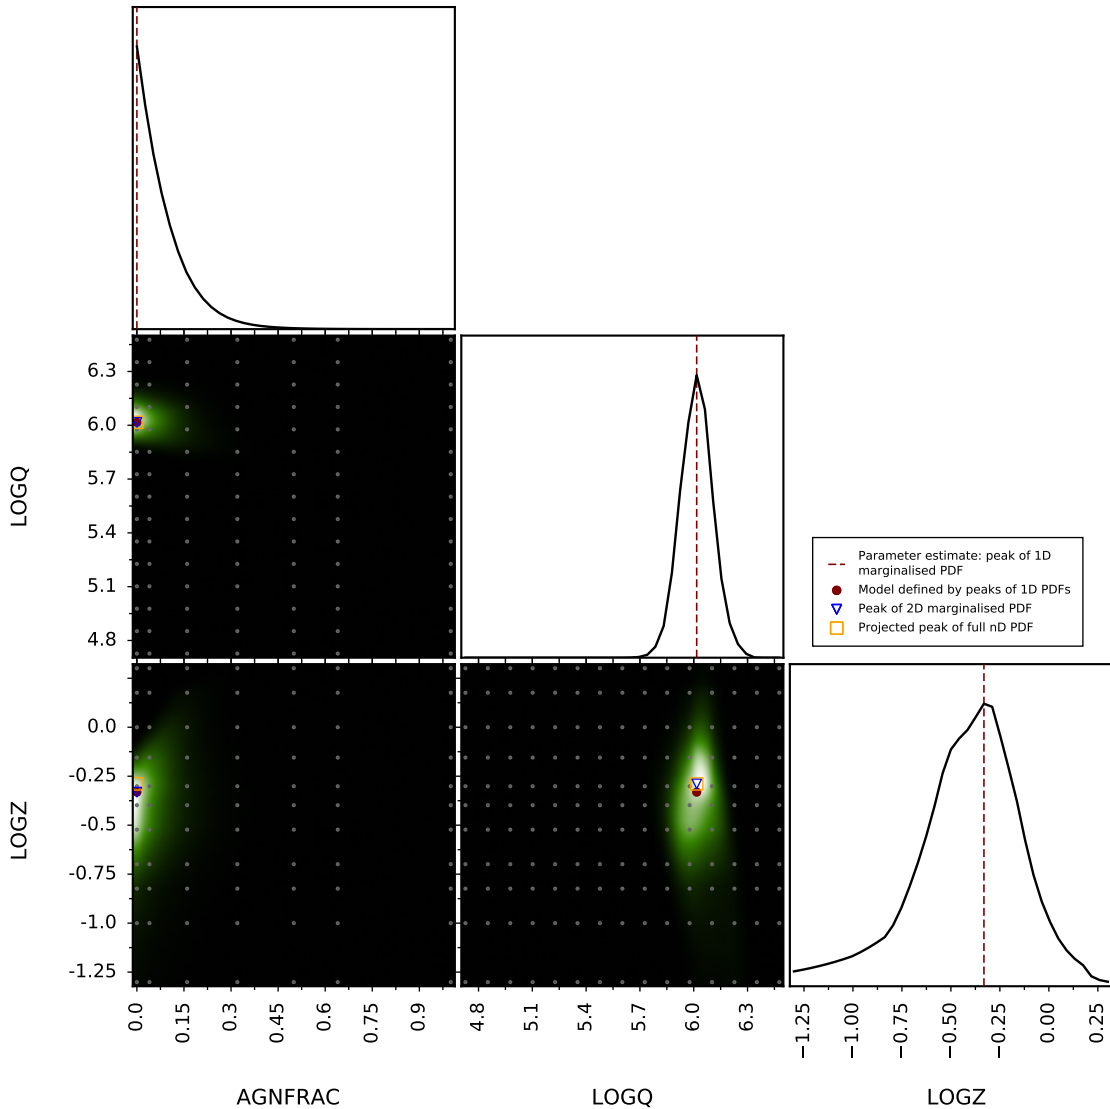 6.3
6.0
5.7
5.4
5.1
4.8
LOGQ
Parameter estimate: peak of 1D
marginalised PDF
Model defined by peaks of 1D PDFs
Peak of 2D marginalised PDF
Projected peak of full nD PDF
0.0
-0.25
-0.5
-0.75
-1.0
-1.25
LOGZ
0.0 0.15 0.3 0.45 0.6 0.75 0.9
4.8 5.1 5.4 5.7 6.0 6.3
−1.25 −1.00 −0.75 −0.50 −0.25 0.00 0.25
AGNFRAC LOGQ LOGZ